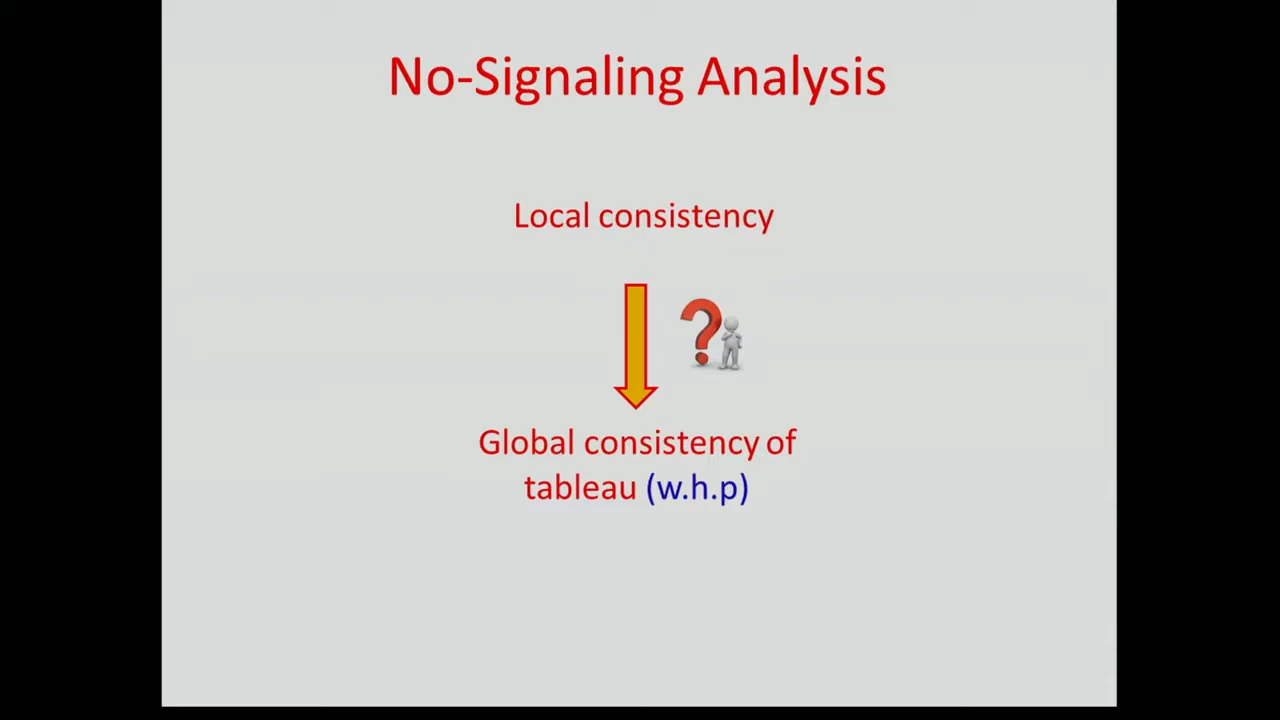 No-Signaling Analysis
Local consistency
Global consistency of
tableau (w.h.p)